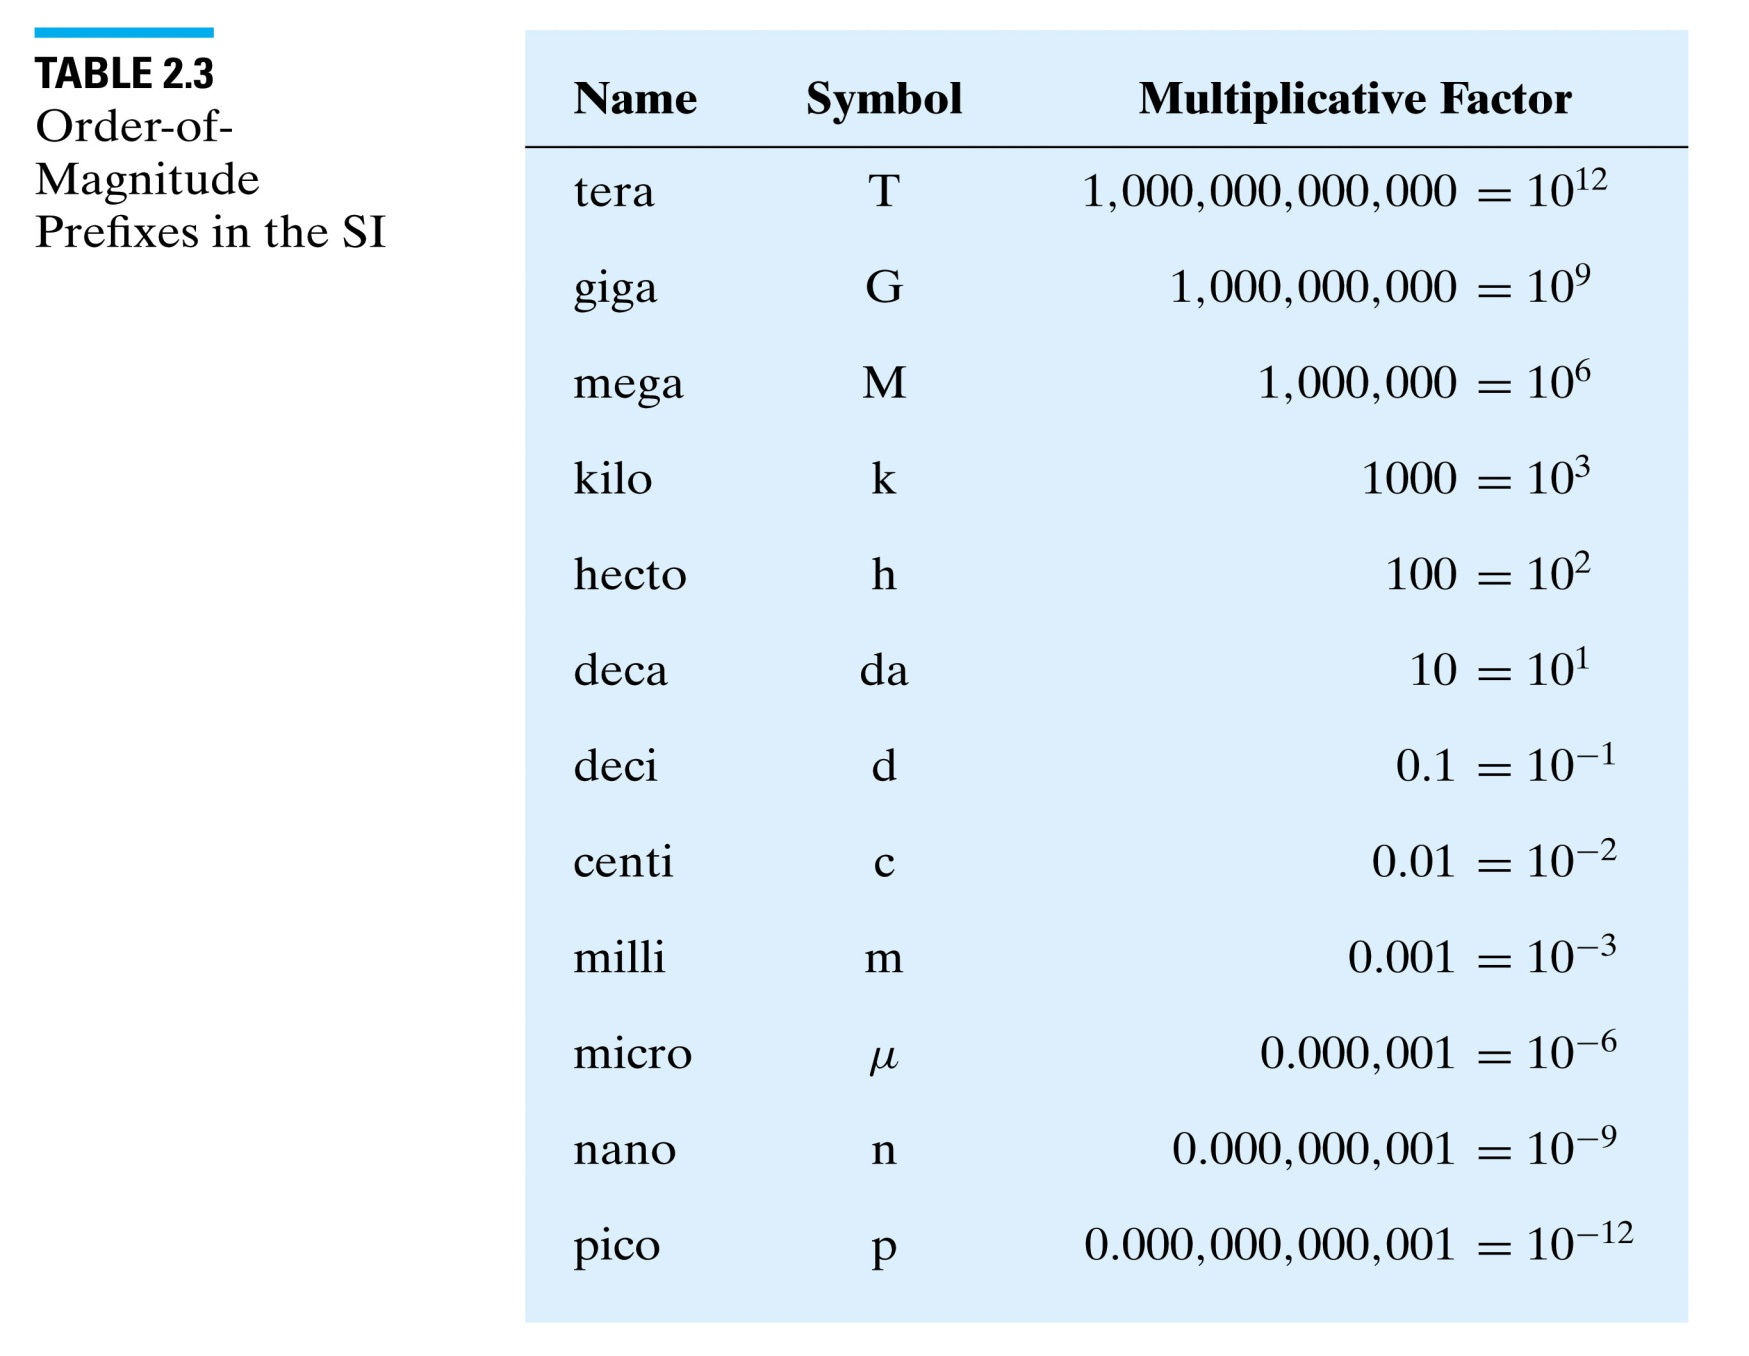 TABLE 2.3
Order-of-
Magnitude
Prefixes in the SI
Name Symbol Multiplicative Factor
tera T 1,000,000,000,000 = 10¹²
giga G 1,000,000,000 = 10⁹
mega M 1,000,000 = 10⁶
kilo k 1000 = 10³
hecto h 100 = 10²
deca da 10 = 10¹
deci d 0.1 = 10⁻¹
centi c 0.01 = 10⁻²
milli m 0.001 = 10⁻³
micro μ 0.000,001 = 10⁻⁶
nano n 0.000,000,001 = 10⁻⁹
pico p 0.000,000,000,001 = 10⁻¹²